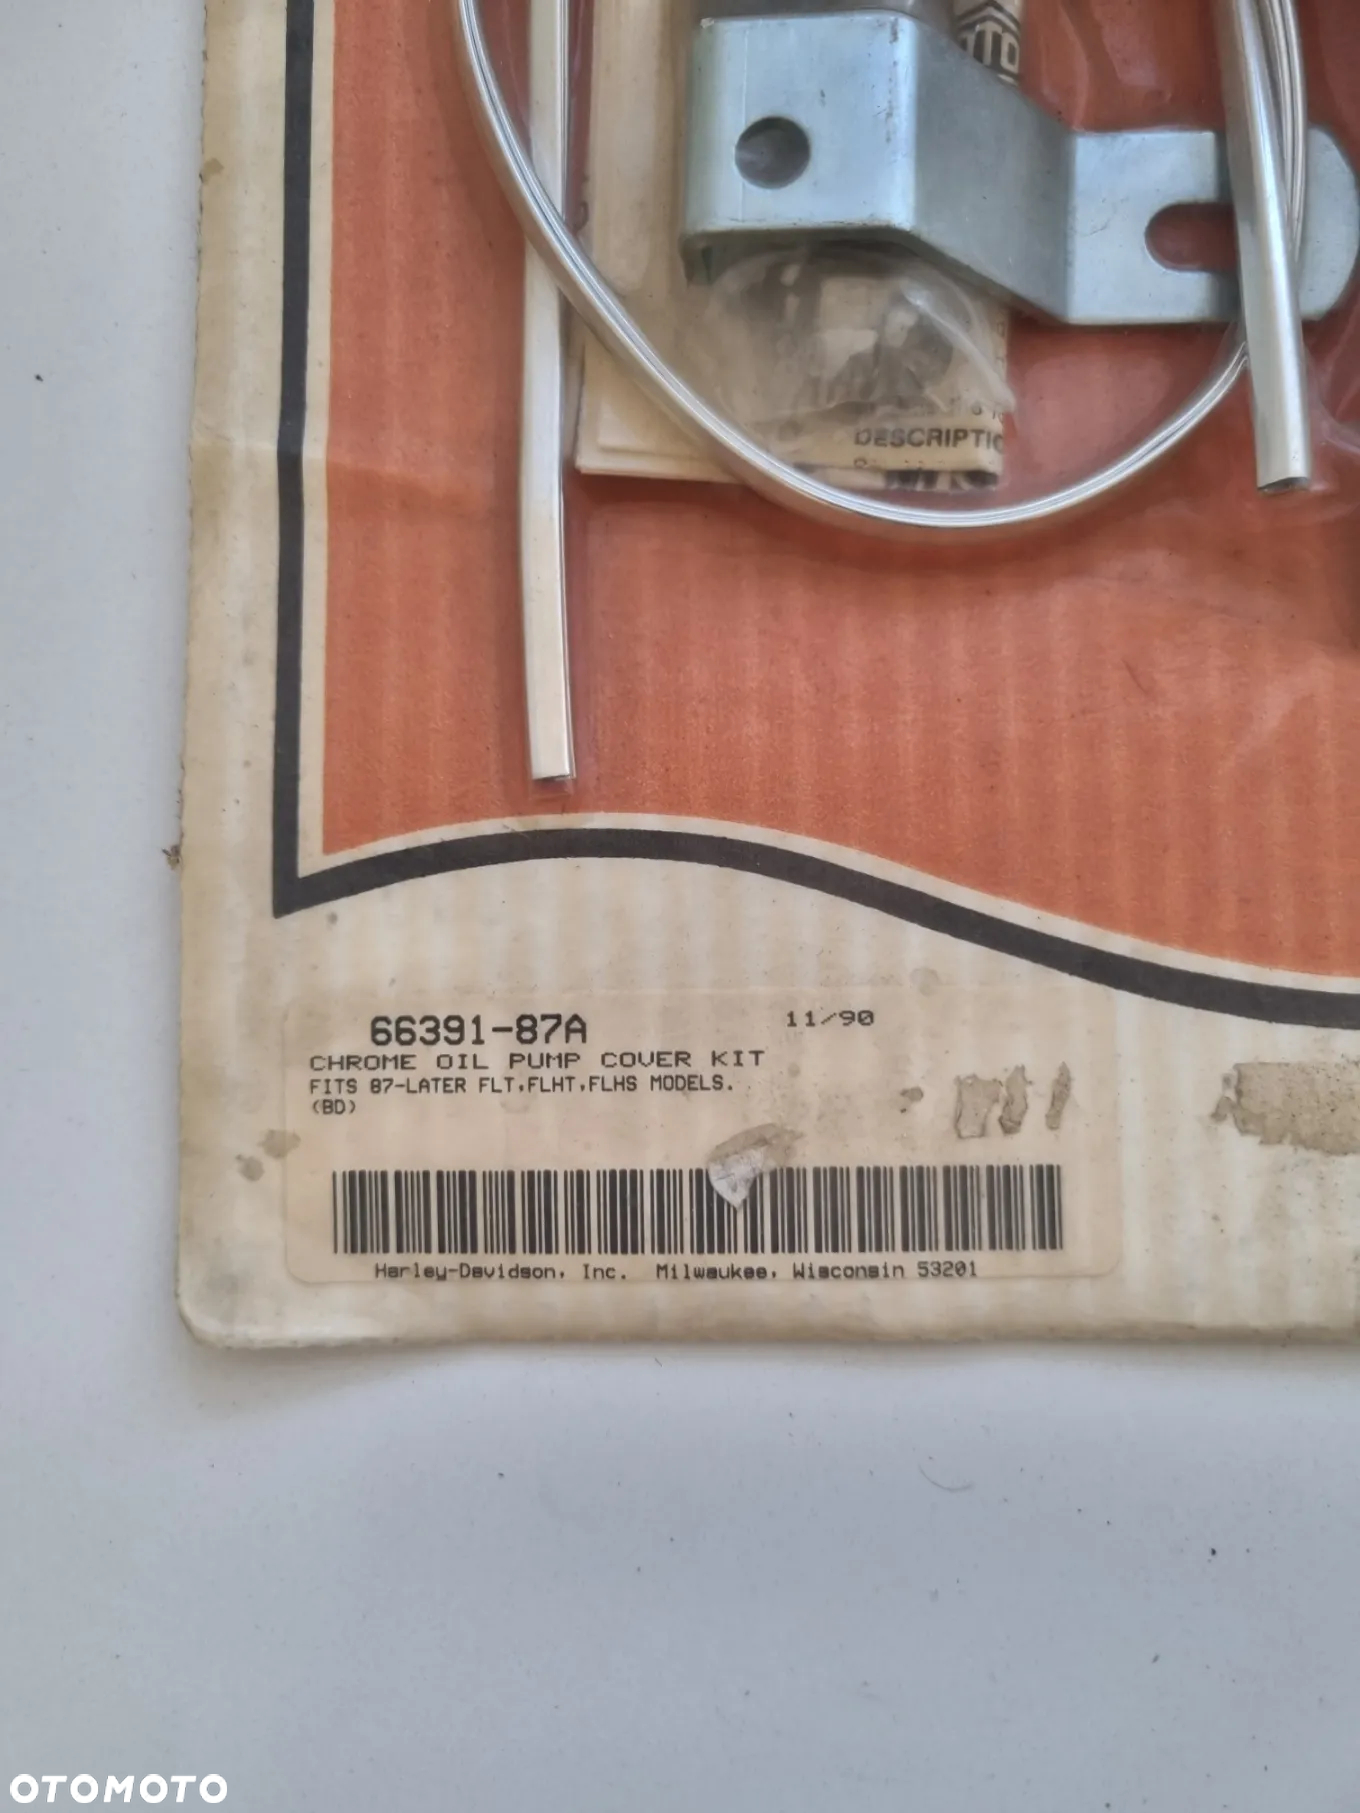 DESCRIPTIO
66391-87A
11/90
CHROME OIL PUMP COVER KIT
FITS 87-LATER FLT,FLHT,FLHS MODELS.
(BD)
Harley-Davidson, Inc. Milwaukee, Wisconsin 53201
OTOMOTO